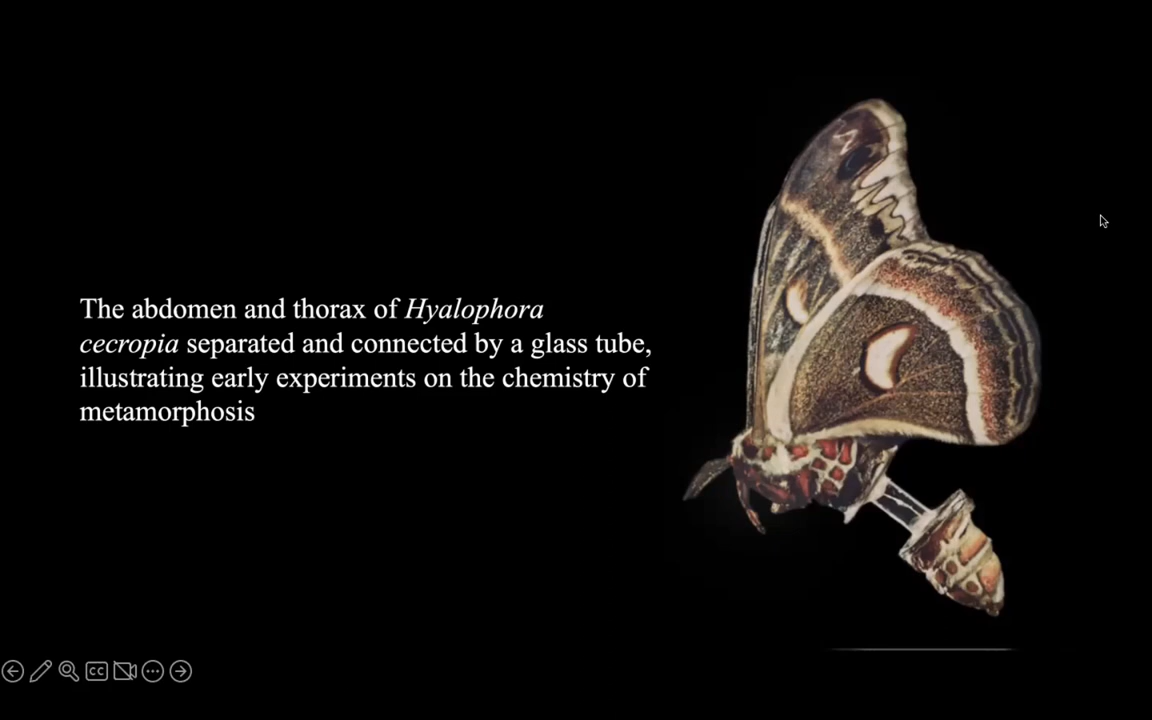 The abdomen and thorax of Hyalophora
cecropia separated and connected by a glass tube,
illustrating early experiments on the chemistry of
metamorphosis
CC